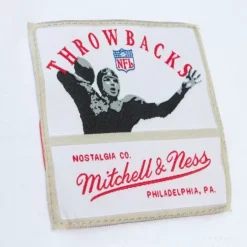 THROWBACKS
NFL
NOSTALGIA CO.
Mitchell & Ness
PHILADELPHIA, PA.